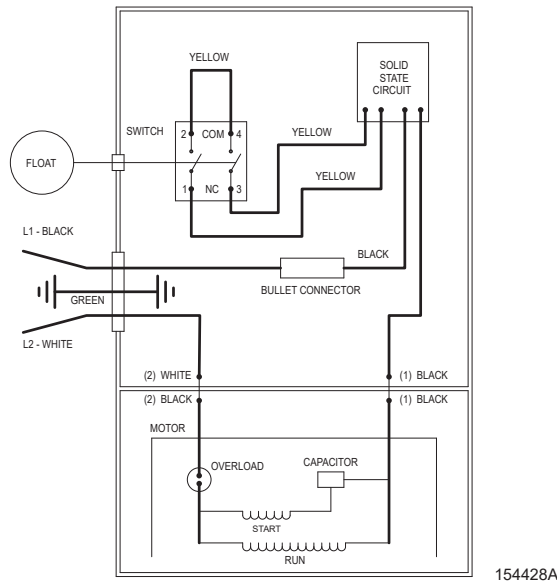 YELLOW
SOLID
STATE
CIRCUIT
SWITCH
2 COM 4
YELLOW
FLOAT
YELLOW
1 NC 3
L1 - BLACK
BLACK
BULLET CONNECTOR
GREEN
L2 - WHITE
(2) WHITE
(1) BLACK
(2) BLACK
(1) BLACK
MOTOR
OVERLOAD
CAPACITOR
START
RUN
154428A